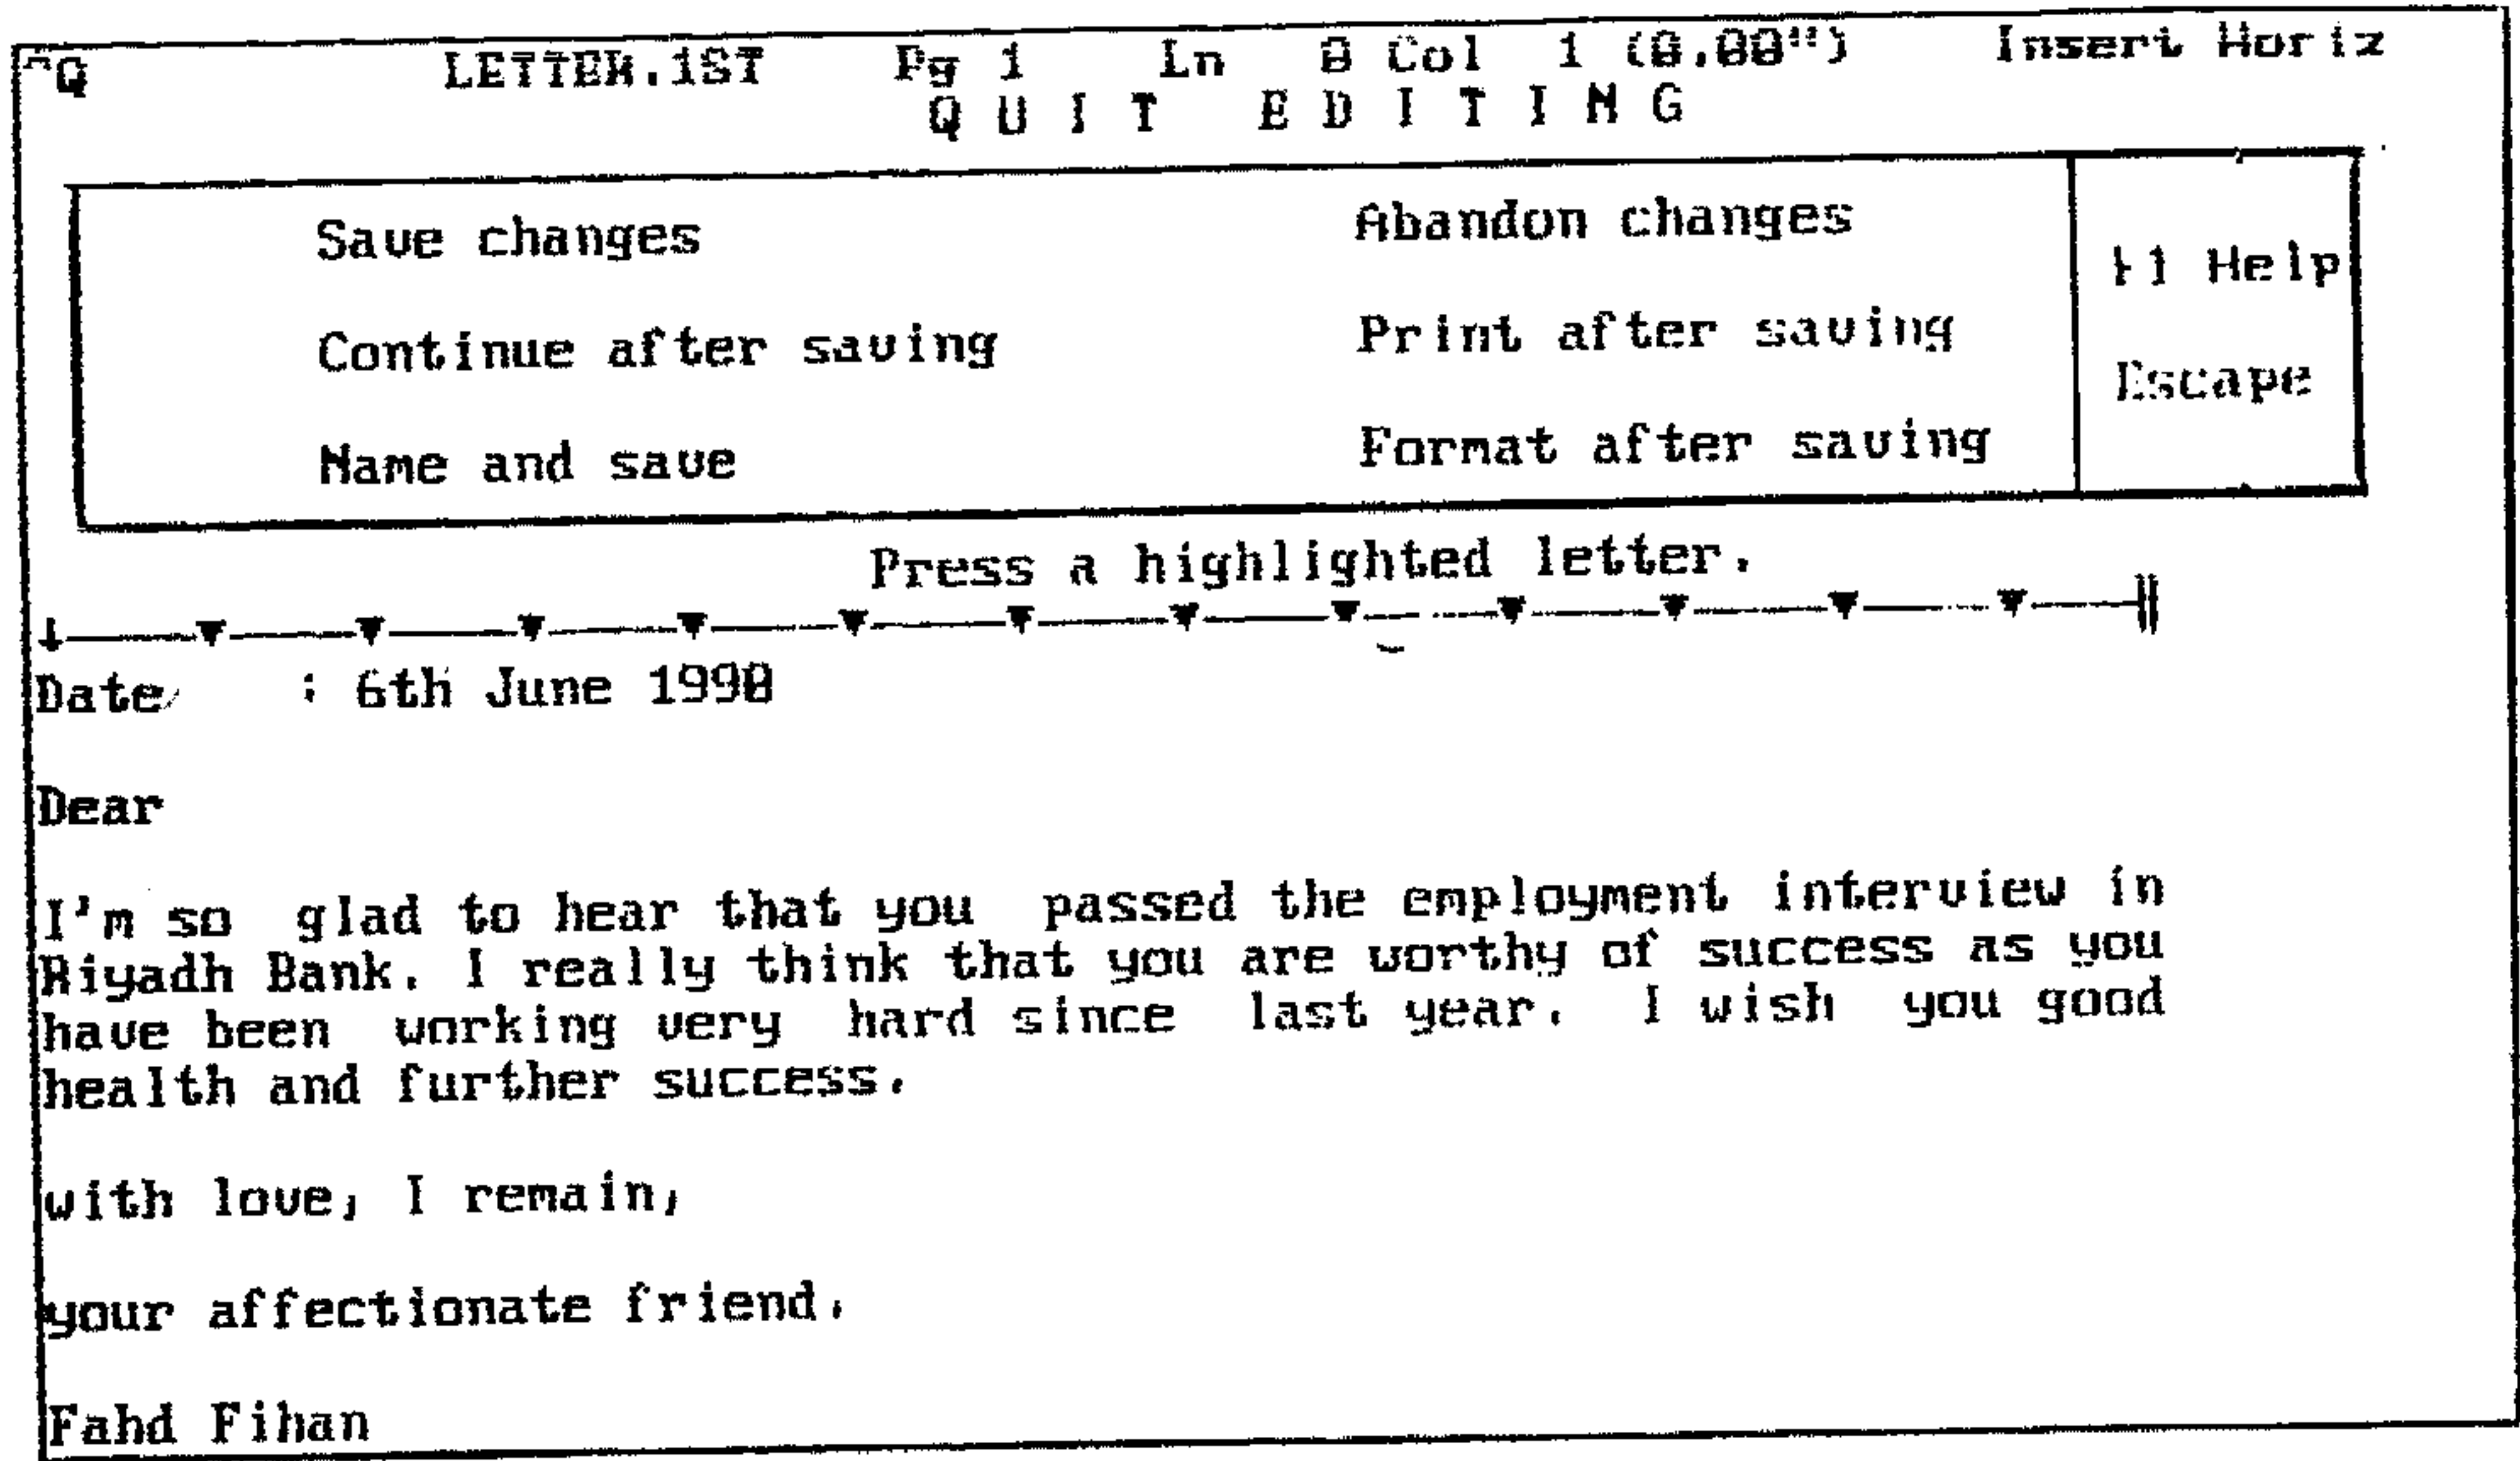 ^Q LETTER.1ST Pg 1 Ln 8 Col 1 (0.00") Insert Horiz
Q U I T E D I T I N G
Save changes Abandon changes
F1 Help
Continue after saving Print after saving
Escape
Name and save Format after saving
Press a highlighted letter.
Date : 6th June 1990
Dear
I'm so glad to hear that you passed the employment interview in
Riyadh Bank. I really think that you are worthy of success as you
have been working very hard since last year. I wish you good
health and further success.
with love, I remain,
your affectionate friend.
Fahd Fihan